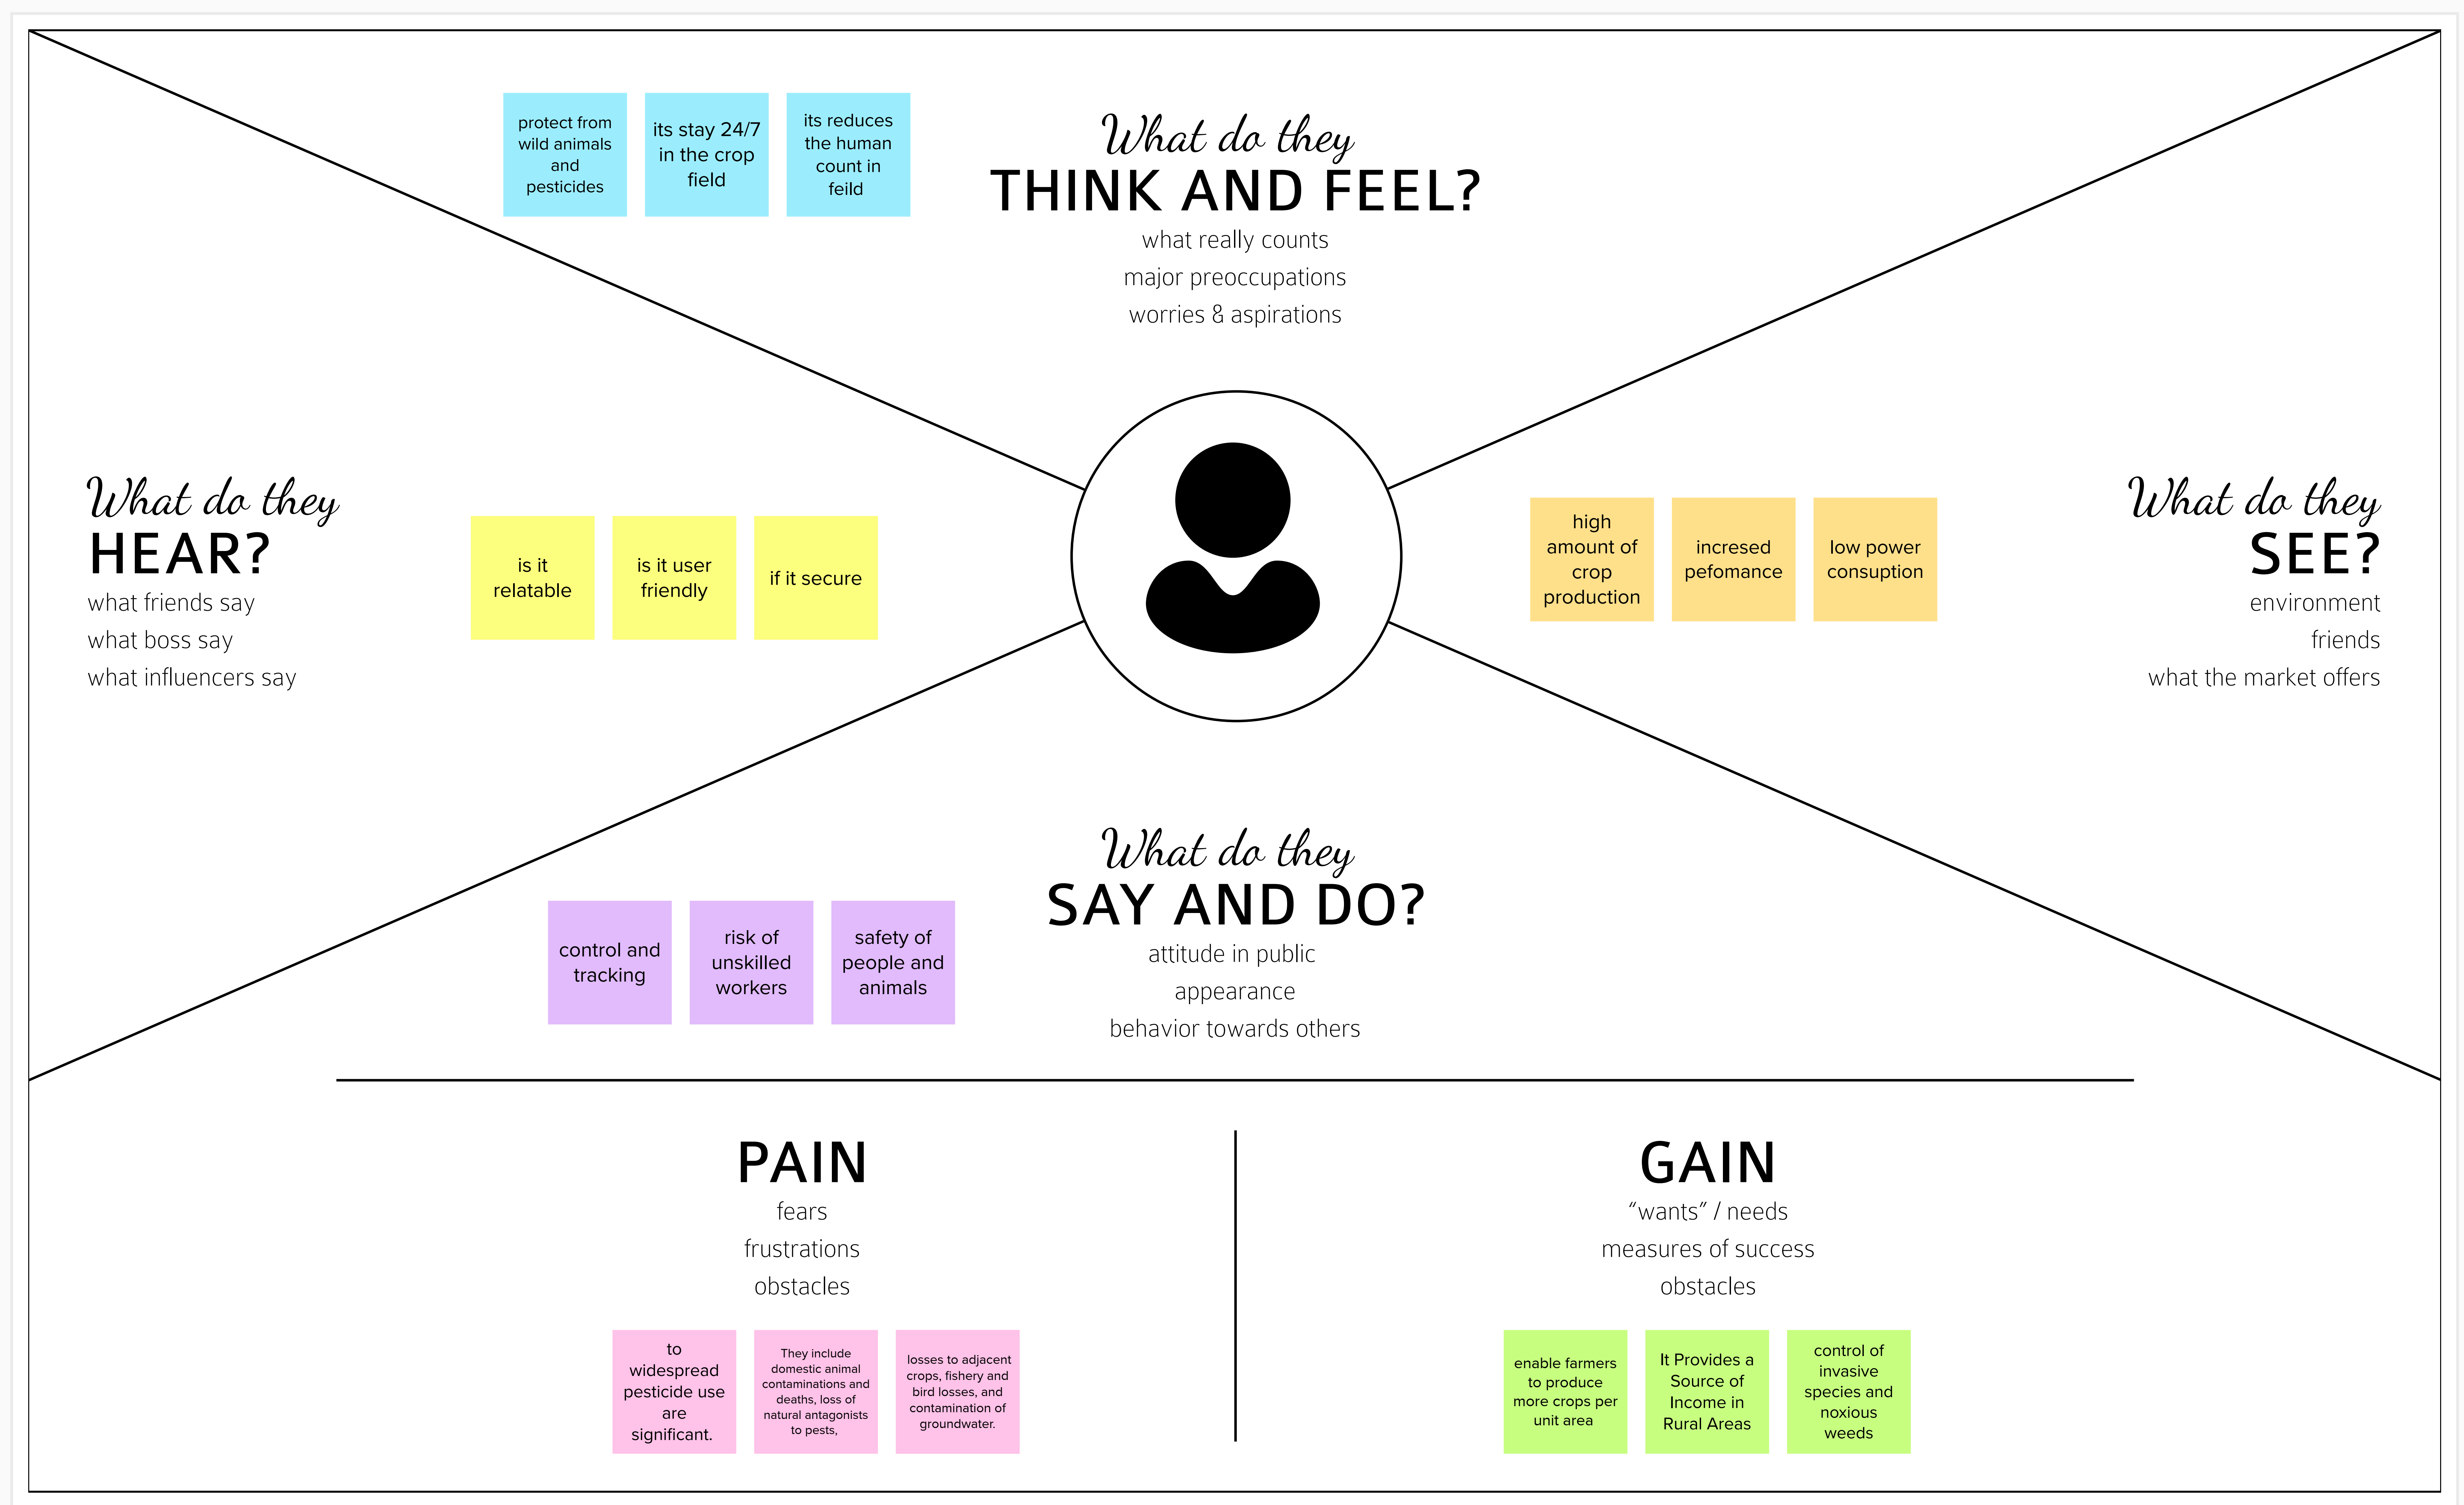 protect from
wild animals
and
pesticides
its stay 24/7
in the crop
field
its reduces
the human
count in
feild
What do they
THINK AND FEEL?
what really counts
major preoccupations
worries & aspirations
What do they
HEAR?
what friends say
what boss say
what influencers say
is it
relatable
is it user
friendly
if it secure
high
amount of
crop
production
incresed
pefomance
low power
consuption
What do they
SEE?
environment
friends
what the market offers
control and
tracking
risk of
unskilled
workers
safety of
people and
animals
What do they
SAY AND DO?
attitude in public
appearance
behavior towards others
PAIN
fears
frustrations
obstacles
to
widespread
pesticide use
are
significant.
They include
domestic animal
contaminations and
deaths, loss of
natural antagonists
to pests,
losses to adjacent
crops, fishery and
bird losses, and
contamination of
groundwater.
GAIN
“wants” / needs
measures of success
obstacles
enable farmers
to produce
more crops per
unit area
It Provides a
Source of
Income in
Rural Areas
control of
invasive
species and
noxious
weeds